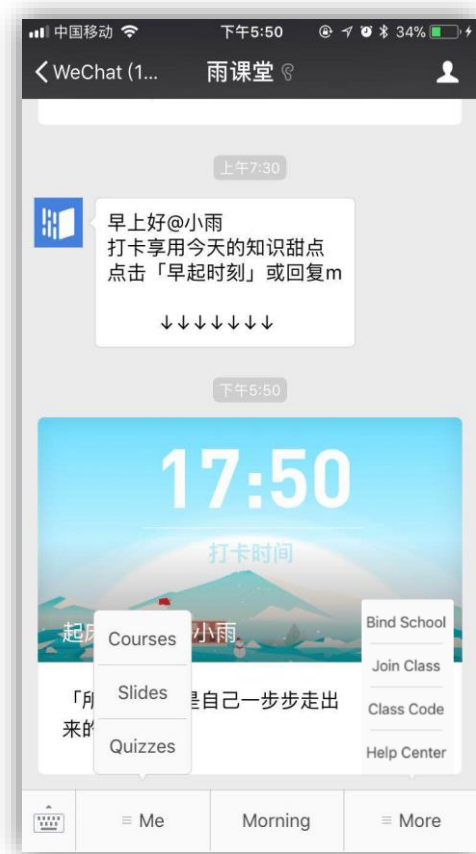 中国移动 下午5:50 34%
WeChat (1... 雨课堂
上午7:30
早上好@小雨
打卡享用今天的知识甜点
点击「早起时刻」或回复m
↓↓↓↓↓↓↓
下午5:50
17:50
打卡时间
起 小雨
「 是自己一步步走出
来的
Courses
Slides
Quizzes
Bind School
Join Class
Class Code
Help Center
Me Morning More